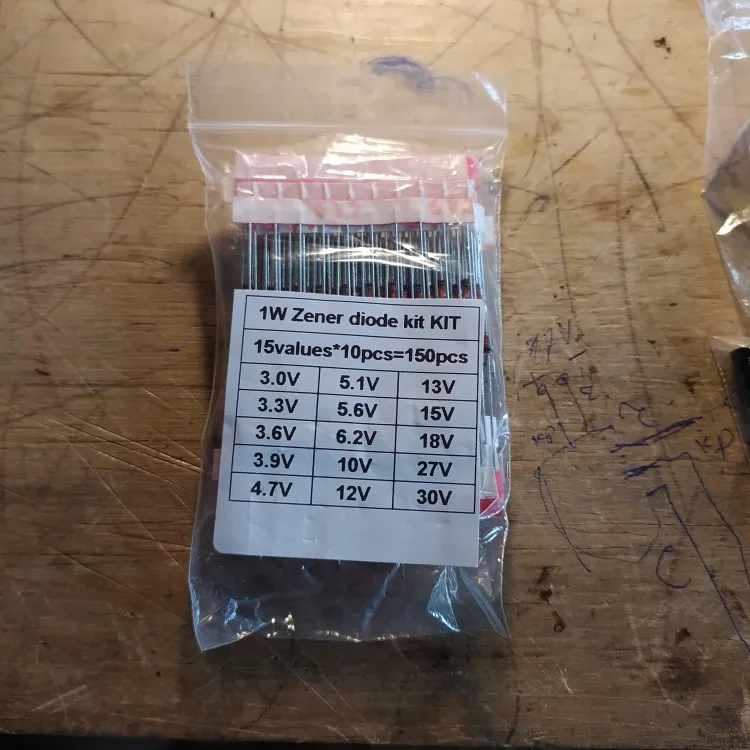 1W Zener diode kit KIT
15values*10pcs=150pcs
3.0V 5.1V 13V
3.3V 5.6V 15V
3.6V 6.2V 18V
3.9V 10V 27V
4.7V 12V 30V